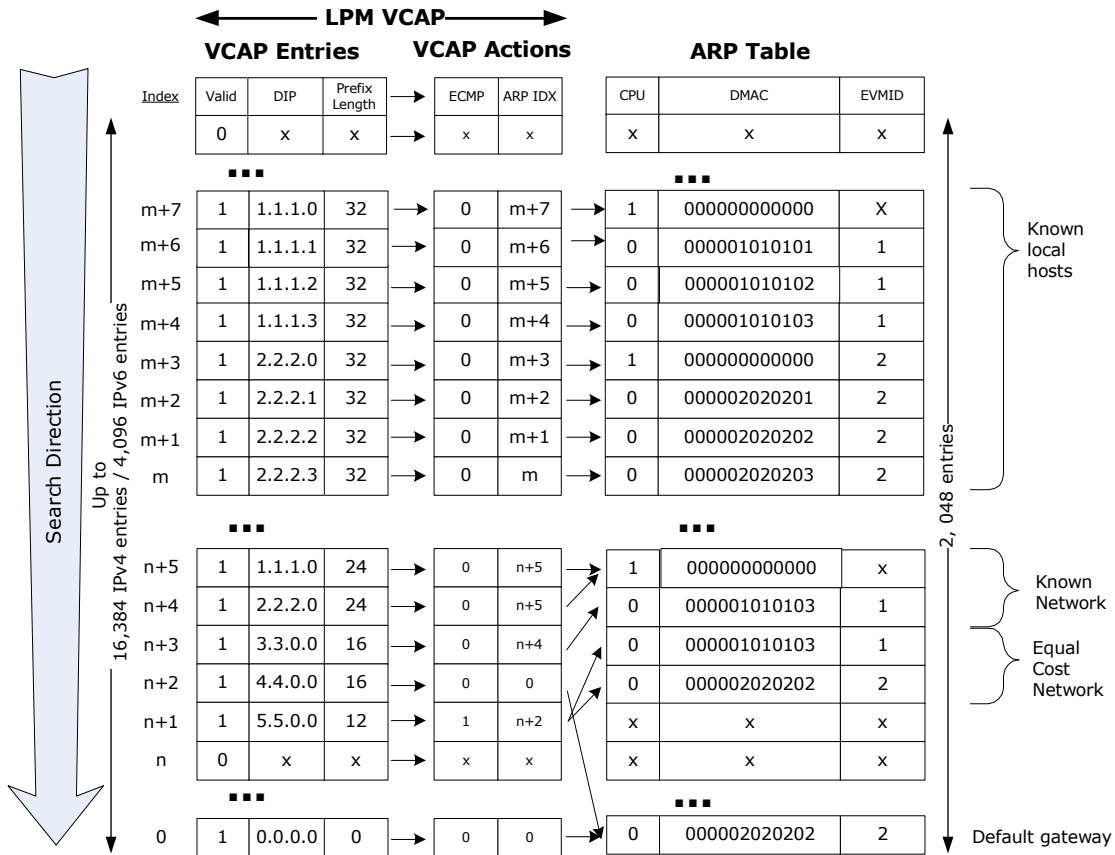 LPM VCAP
VCAP Entries VCAP Actions ARP Table
Index Valid DIP Prefix Length ECMP ARP IDX CPU DMAC EVMID
0 x x x x x x x
... ...
m+7 1 1.1.1.0 32 0 m+7 1 000000000000 X
m+6 1 1.1.1.1 32 0 m+6 0 000001010101 1
m+5 1 1.1.1.2 32 0 m+5 0 000001010102 1
m+4 1 1.1.1.3 32 0 m+4 0 000001010103 1
m+3 1 2.2.2.0 32 0 m+3 1 000000000000 2
m+2 1 2.2.2.1 32 0 m+2 0 000002020201 2
m+1 1 2.2.2.2 32 0 m+1 0 000002020202 2
m 1 2.2.2.3 32 0 m 0 000002020203 2
Known
local
hosts
... ...
n+5 1 1.1.1.0 24 0 n+5 1 000000000000 x
n+4 1 2.2.2.0 24 0 n+5 0 000001010103 1
n+3 1 3.3.0.0 16 0 n+4 0 000001010103 1
n+2 1 4.4.0.0 16 0 0 0 000002020202 2
n+1 1 5.5.0.0 12 1 n+2 x x x
n 0 x x x x x x x
Known
Network
Equal
Cost
Network
... ...
0 1 0.0.0.0 0 0 0 0 000002020202 2 Default gateway
Search Direction
Up to
16,384 IPv4 entries / 4,096 IPv6 entries
2, 048 entries